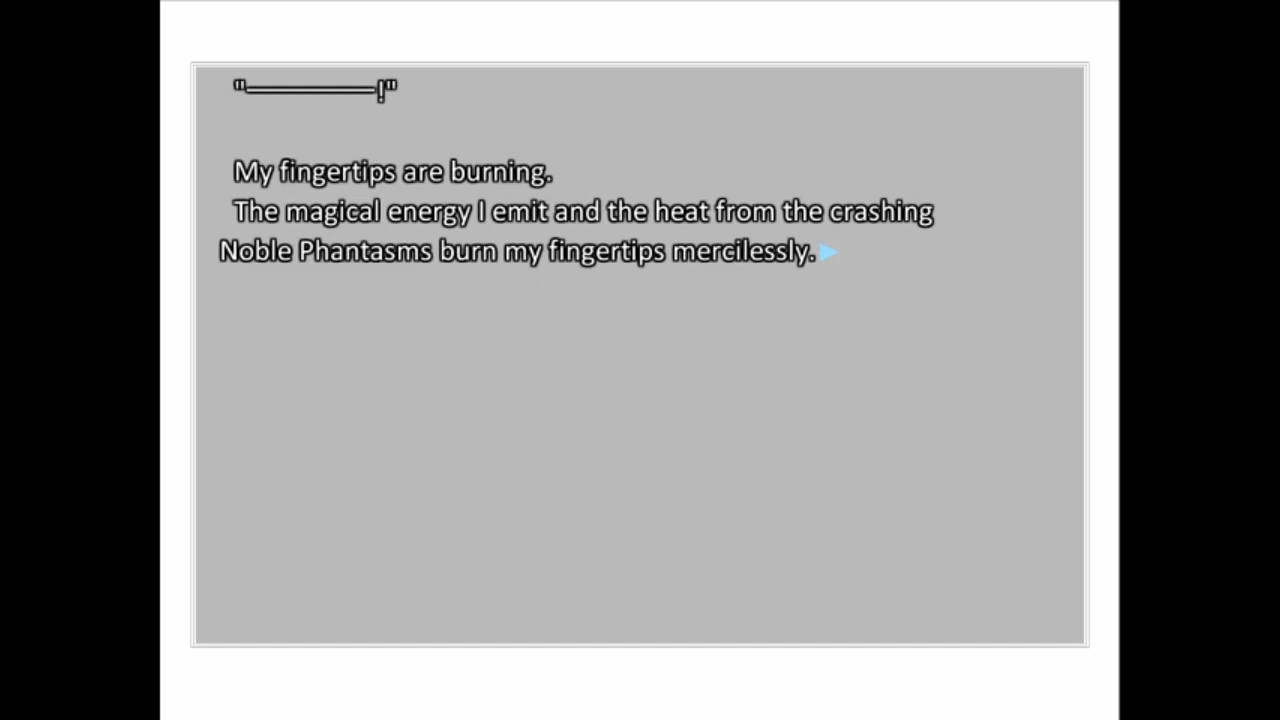 "―――――――!"
My fingertips are burning.
The magical energy I emit and the heat from the crashing
Noble Phantasms burn my fingertips mercilessly.